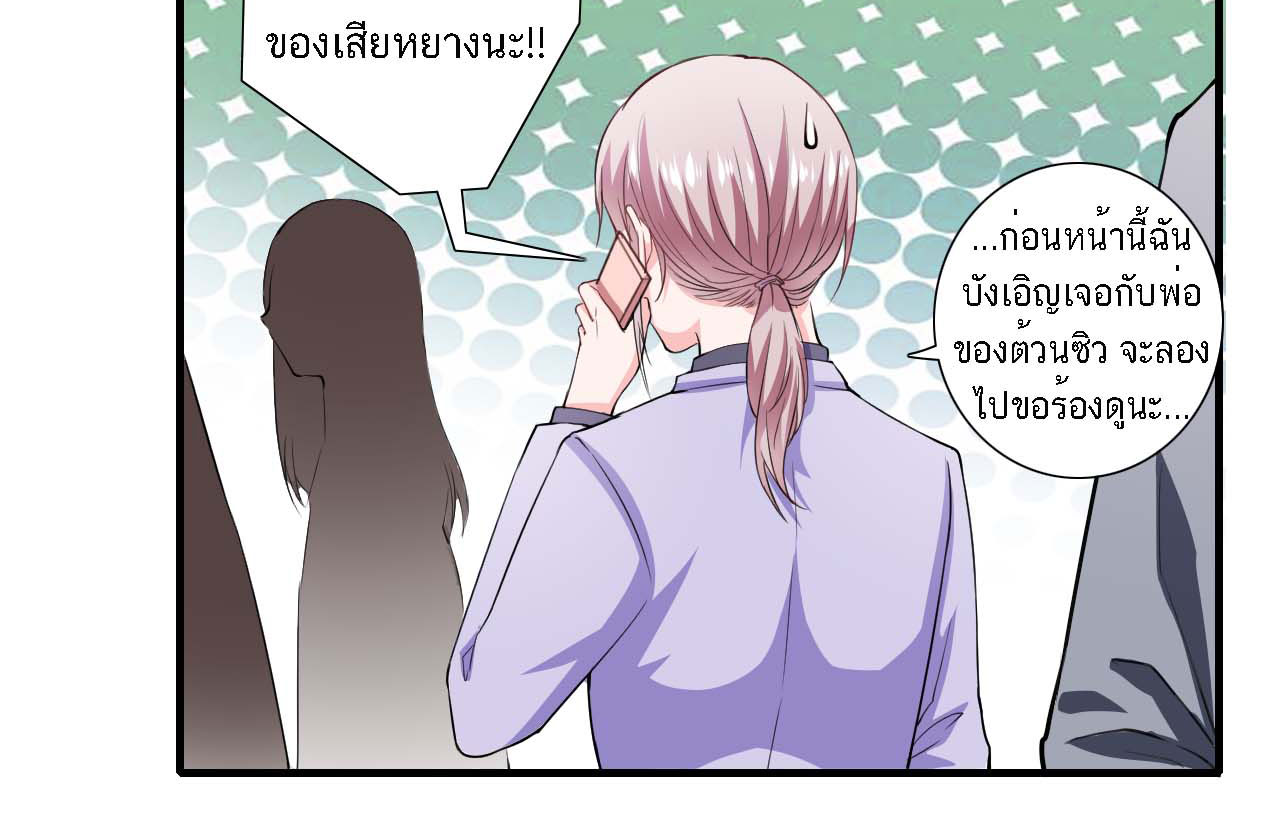 ของเสียหยางนะ!!
...ก่อนหน้านี้ฉัน
บังเอิญเจอกับพ่อ
ของต้วนซิว จะลอง
ไปขอร้องดูนะ...